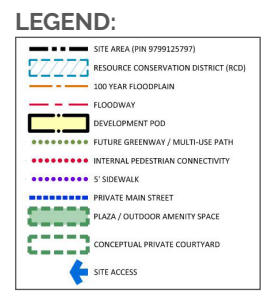 LEGEND:
SITE AREA (PIN 9799125797)
RESOURCE CONSERVATION DISTRICT (RCD)
100 YEAR FLOODPLAIN
FLOODWAY
DEVELOPMENT POD
FUTURE GREENWAY / MULTI-USE PATH
INTERNAL PEDESTRIAN CONNECTIVITY
5' SIDEWALK
PRIVATE MAIN STREET
PLAZA / OUTDOOR AMENITY SPACE
CONCEPTUAL PRIVATE COURTYARD
SITE ACCESS